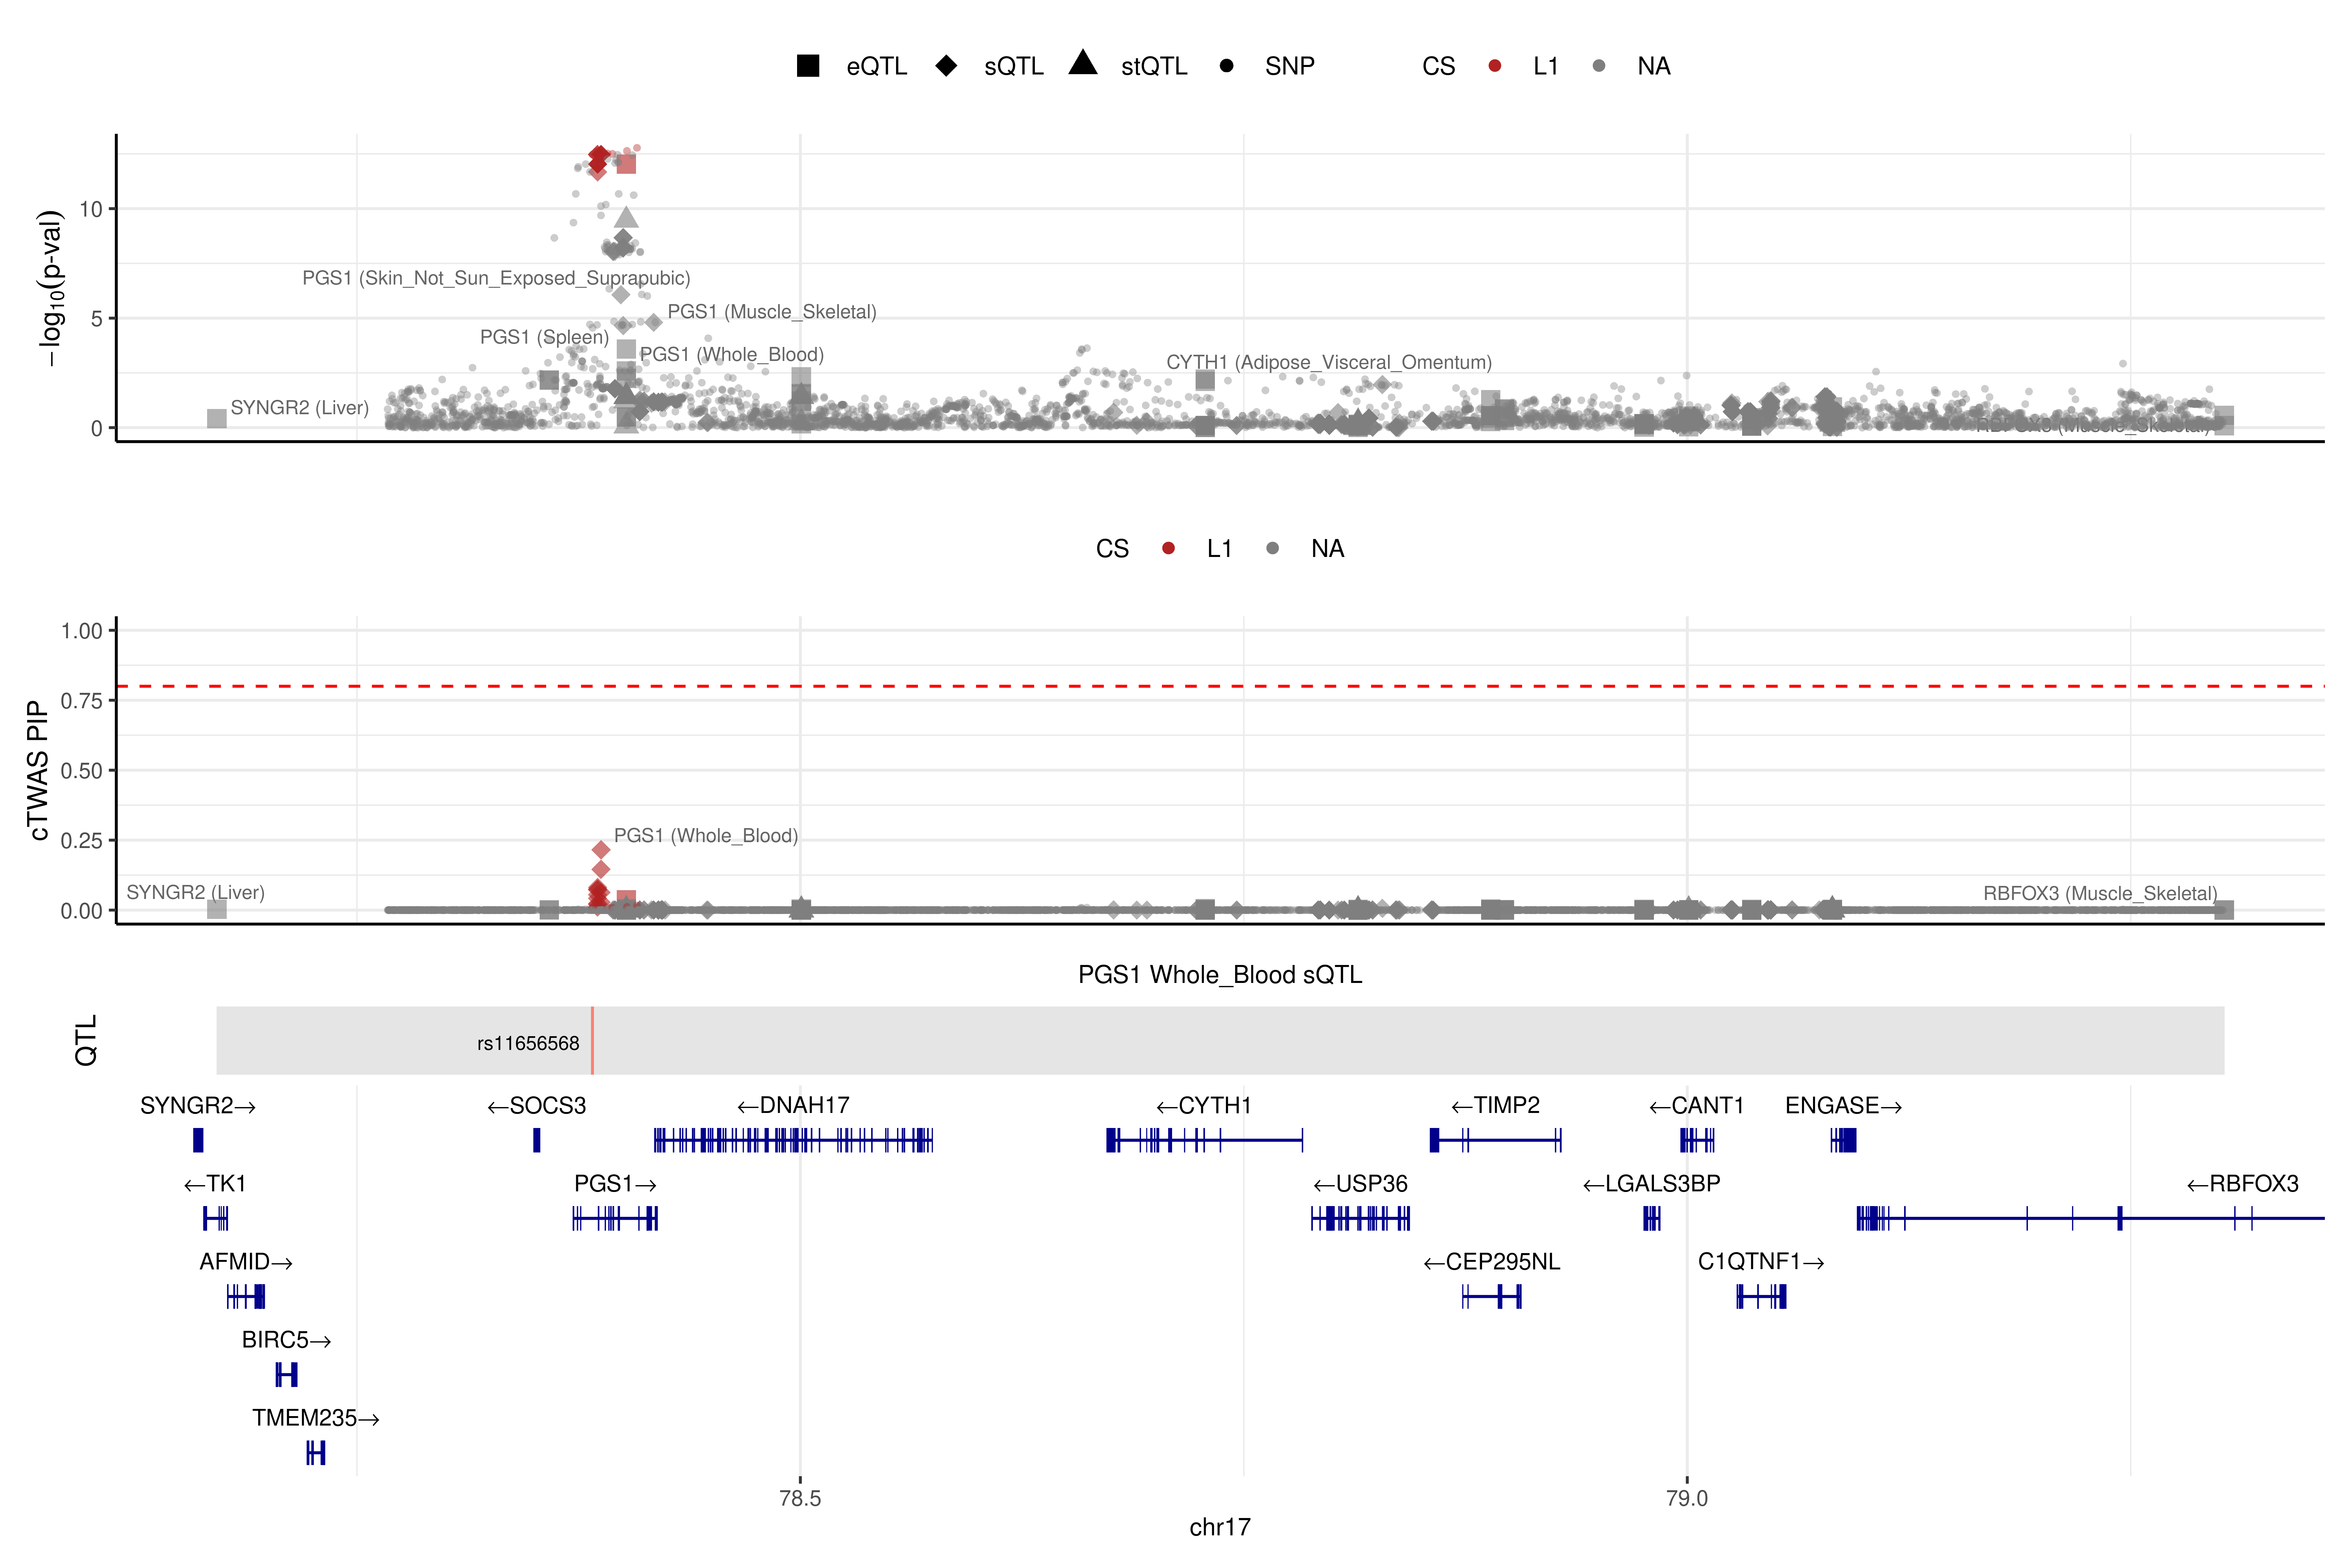 eQTL sQTL stQTL SNP CS L1 NA
−log10(p-val)
10
5
0
PGS1 (Skin_Not_Sun_Exposed_Suprapubic)
PGS1 (Muscle_Skeletal)
PGS1 (Spleen)
PGS1 (Whole_Blood)
CYTH1 (Adipose_Visceral_Omentum)
SYNGR2 (Liver)
RBFOX3 (Muscle_Skeletal)
CS L1 NA
cTWAS PIP
1.00
0.75
0.50
0.25
0.00
PGS1 (Whole_Blood)
SYNGR2 (Liver)
RBFOX3 (Muscle_Skeletal)
PGS1 Whole_Blood sQTL
QTL
rs11656568
SYNGR2→ ←SOCS3 ←DNAH17 ←CYTH1 ←TIMP2 ←CANT1 ENGASE→
←TK1 PGS1→ ←USP36 ←LGALS3BP ←RBFOX3
AFMID→ ←CEP295NL C1QTNF1→
BIRC5→
TMEM235→
78.5 79.0
chr17